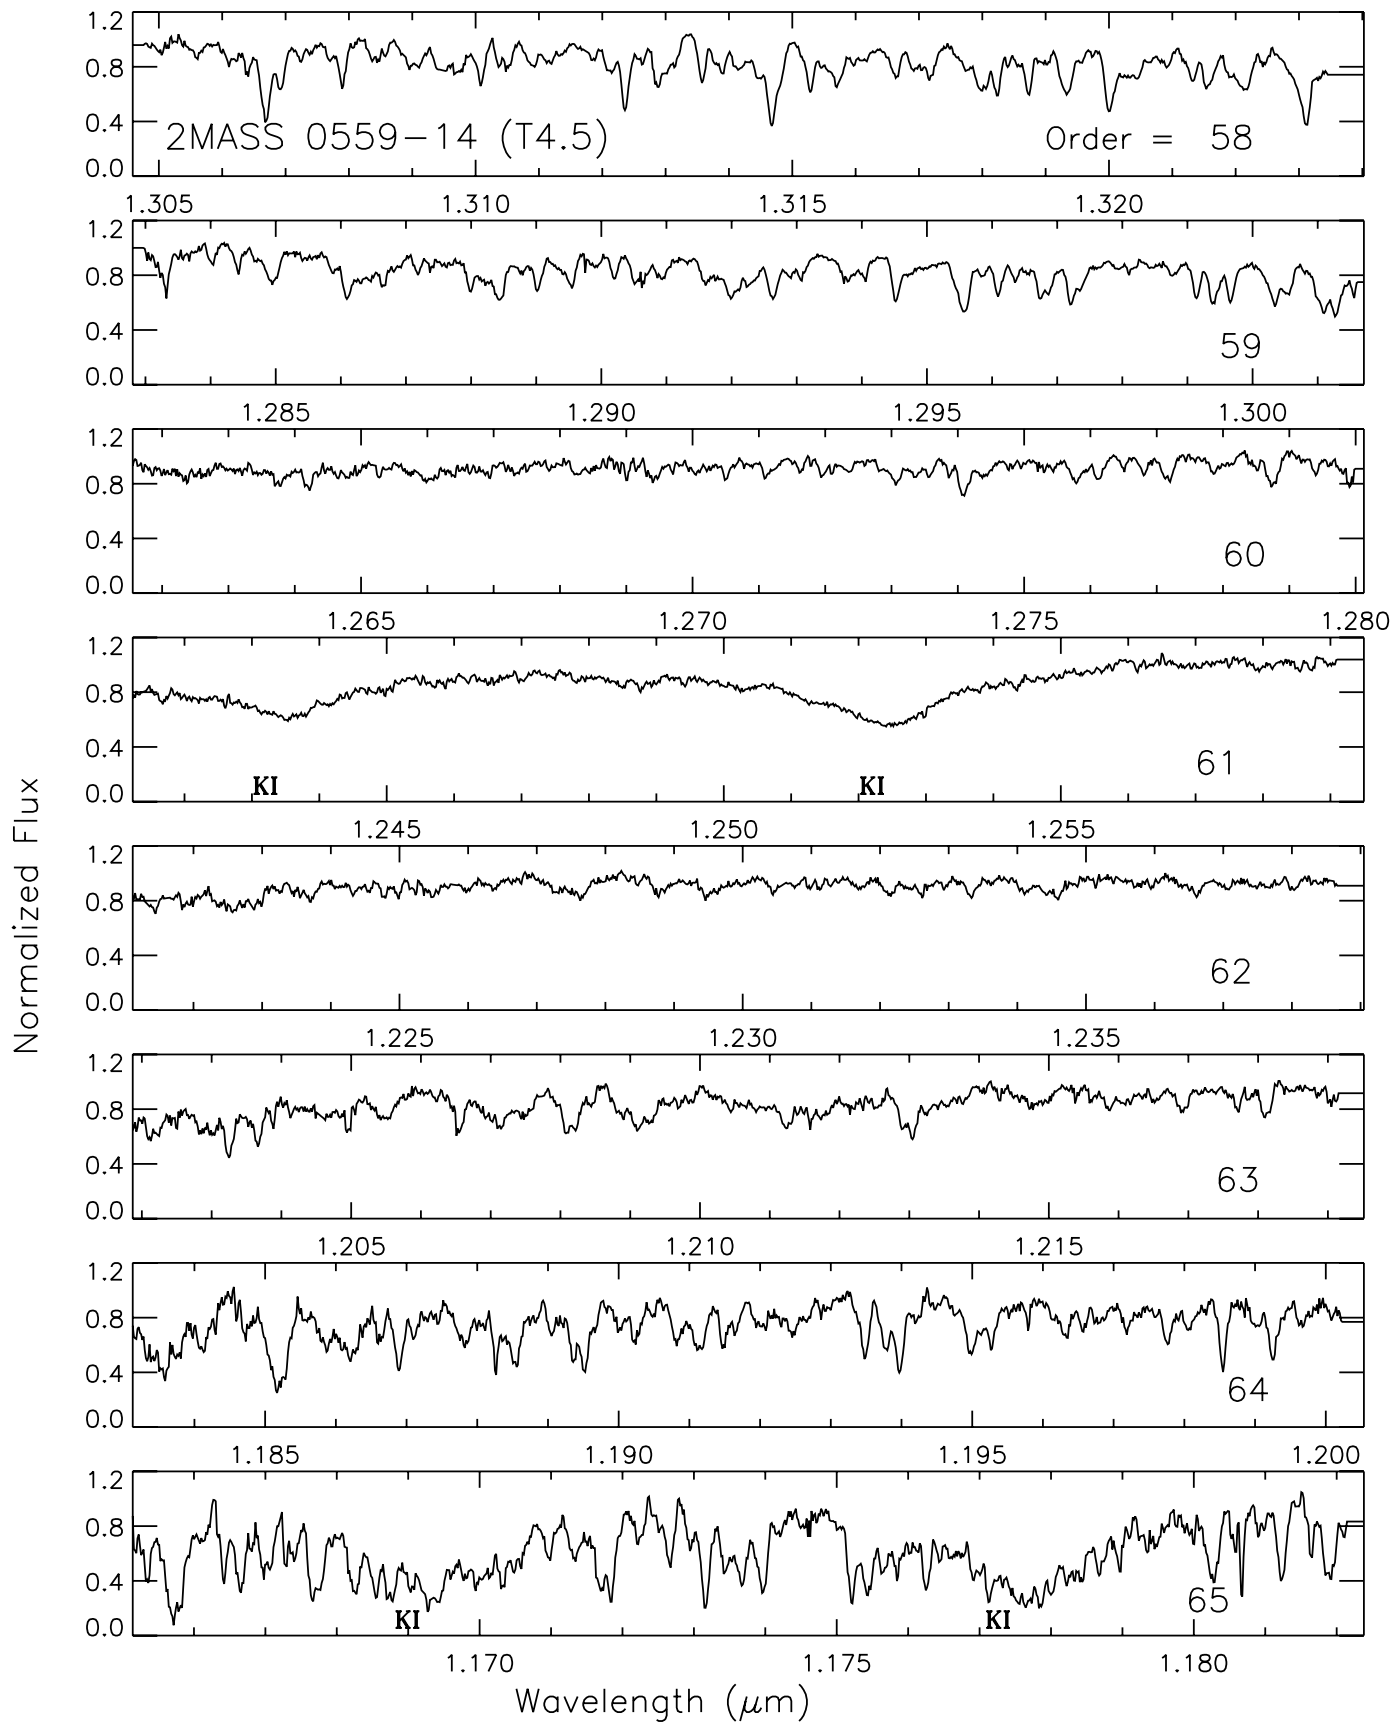 1.2
0.8
0.4
0.0
2MASS 0559-14 (T4.5)
Order = 58
1.305 1.310 1.315 1.320
1.2
0.8
0.4
0.0
59
1.285 1.290 1.295 1.300
1.2
0.8
0.4
0.0
60
1.265 1.270 1.275 1.280
1.2
0.8
0.4
0.0
KI KI
61
1.245 1.250 1.255
1.2
0.8
0.4
0.0
62
1.225 1.230 1.235
1.2
0.8
0.4
0.0
63
1.205 1.210 1.215
1.2
0.8
0.4
0.0
64
1.185 1.190 1.195 1.200
1.2
0.8
0.4
0.0
KI KI
65
1.170 1.175 1.180
Wavelength (μm)
Normalized Flux